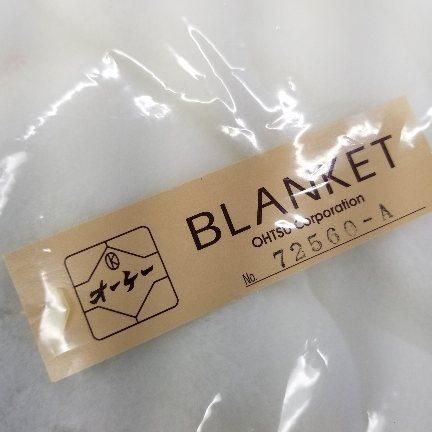 BLANKET
OHTSU Corporation
No. 72560-A
K
オーケー